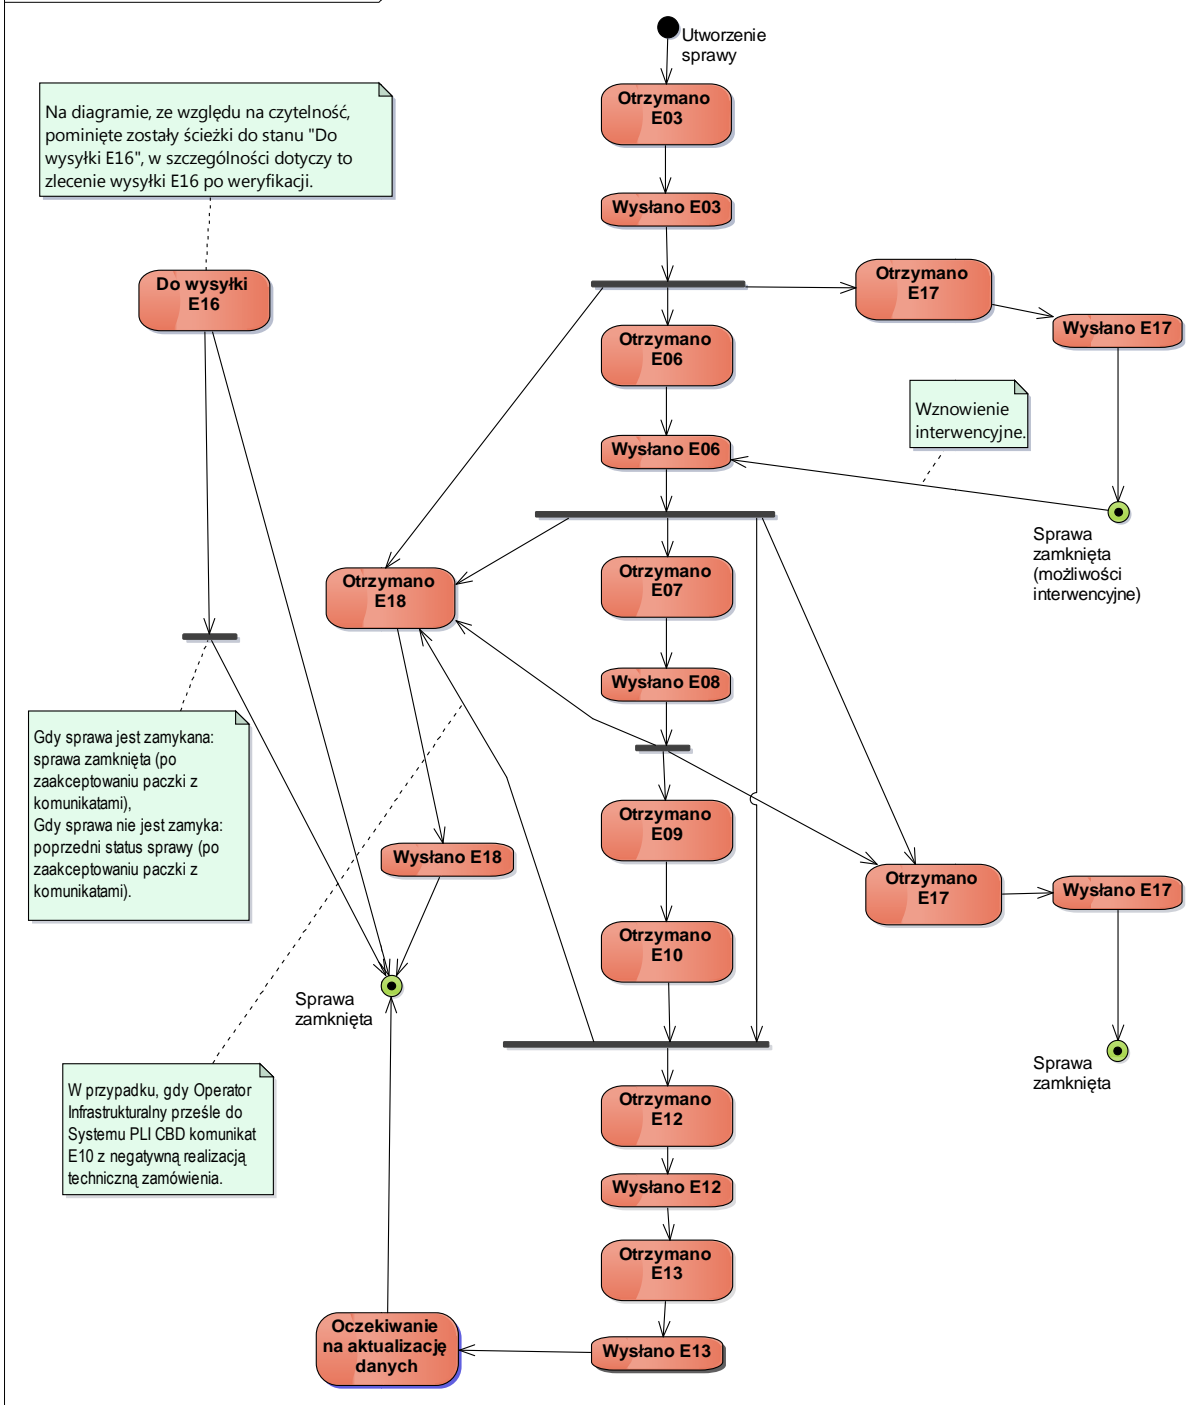 Utworzenie
sprawy
Otrzymano
E03
Na diagramie, ze względu na czytelność,
pominięte zostały ścieżki do stanu "Do
wysyłki E16", w szczególności dotyczy to
zlecenie wysyłki E16 po weryfikacji.
Wysłano E03
Do wysyłki
E16
Otrzymano
E17
Wysłano E17
Otrzymano
E06
Wznowienie
interwencyjne.
Wysłano E06
Sprawa
zamknięta
(możliwości
interwencyjne)
Otrzymano
E18
Otrzymano
E07
Wysłano E08
Gdy sprawa jest zamykana:
sprawa zamknięta (po
zaakceptowaniu paczki z
komunikatami),
Gdy sprawa nie jest zamyka:
poprzedni status sprawy (po
zaakceptowaniu paczki z
komunikatami).
Otrzymano
E09
Wysłano E18
Otrzymano
E17
Wysłano E17
Otrzymano
E10
Sprawa
zamknięta
Sprawa
zamknięta
W przypadku, gdy Operator
Infrastrukturalny prześle do
Systemu PLI CBD komunikat
E10 z negatywną realizacją
techniczną zamówienia.
Otrzymano
E12
Wysłano E12
Otrzymano
E13
Oczekiwanie
na aktualizację
danych
Wysłano E13